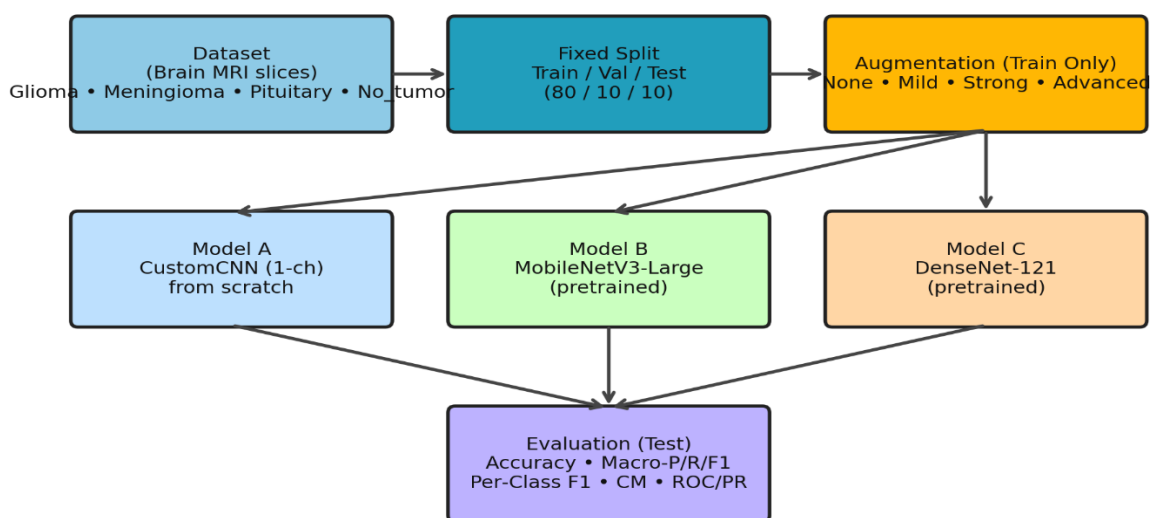 Dataset
(Brain MRI slices)
Glioma • Meningioma • Pituitary • No_tumor
Fixed Split
Train / Val / Test
(80 / 10 / 10)
Augmentation (Train Only)
None • Mild • Strong • Advanced
Model A
CustomCNN (1-ch)
from scratch
Model B
MobileNetV3-Large
(pretrained)
Model C
DenseNet-121
(pretrained)
Evaluation (Test)
Accuracy • Macro-P/R/F1
Per-Class F1 • CM • ROC/PR